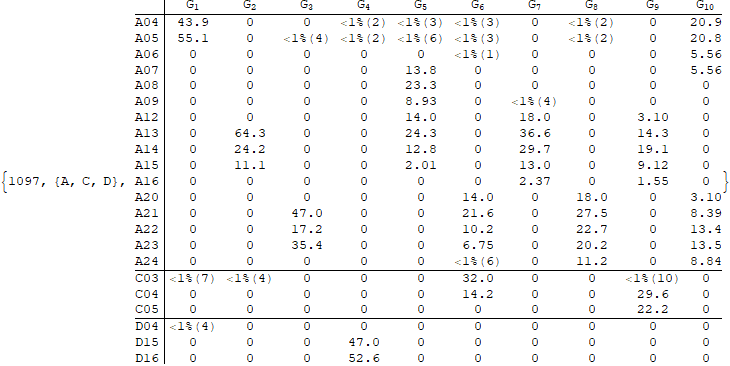 G1 G2 G3 G4 G5 G6 G7 G8 G9 G10
A04 43.9 0 0 <1%(2) <1%(3) <1%(3) 0 <1%(2) 0 20.9
A05 55.1 0 <1%(4) <1%(2) <1%(6) <1%(3) 0 <1%(2) 0 20.8
A06 0 0 0 0 0 <1%(1) 0 0 0 5.56
A07 0 0 0 0 13.8 0 0 0 0 5.56
A08 0 0 0 0 23.3 0 0 0 0 0
A09 0 0 0 0 8.93 0 <1%(4) 0 0 0
A12 0 0 0 0 14.0 0 18.0 0 3.10 0
A13 0 64.3 0 0 24.3 0 36.6 0 14.3 0
A14 0 24.2 0 0 12.8 0 29.7 0 19.1 0
A15 0 11.1 0 0 2.01 0 13.0 0 9.12 0
{1097, {A, C, D}, A16 0 0 0 0 0 0 2.37 0 1.55 0 }
A20 0 0 0 0 0 14.0 0 18.0 0 3.10
A21 0 0 47.0 0 0 21.6 0 27.5 0 8.39
A22 0 0 17.2 0 0 10.2 0 22.7 0 13.4
A23 0 0 35.4 0 0 6.75 0 20.2 0 13.5
A24 0 0 0 0 0 <1%(6) 0 11.2 0 8.84
C03 <1%(7) <1%(4) 0 0 0 32.0 0 0 <1%(10) 0
C04 0 0 0 0 0 14.2 0 0 29.6 0
C05 0 0 0 0 0 0 0 0 22.2 0
D04 <1%(4) 0 0 0 0 0 0 0 0 0
D15 0 0 0 47.0 0 0 0 0 0 0
D16 0 0 0 52.6 0 0 0 0 0 0